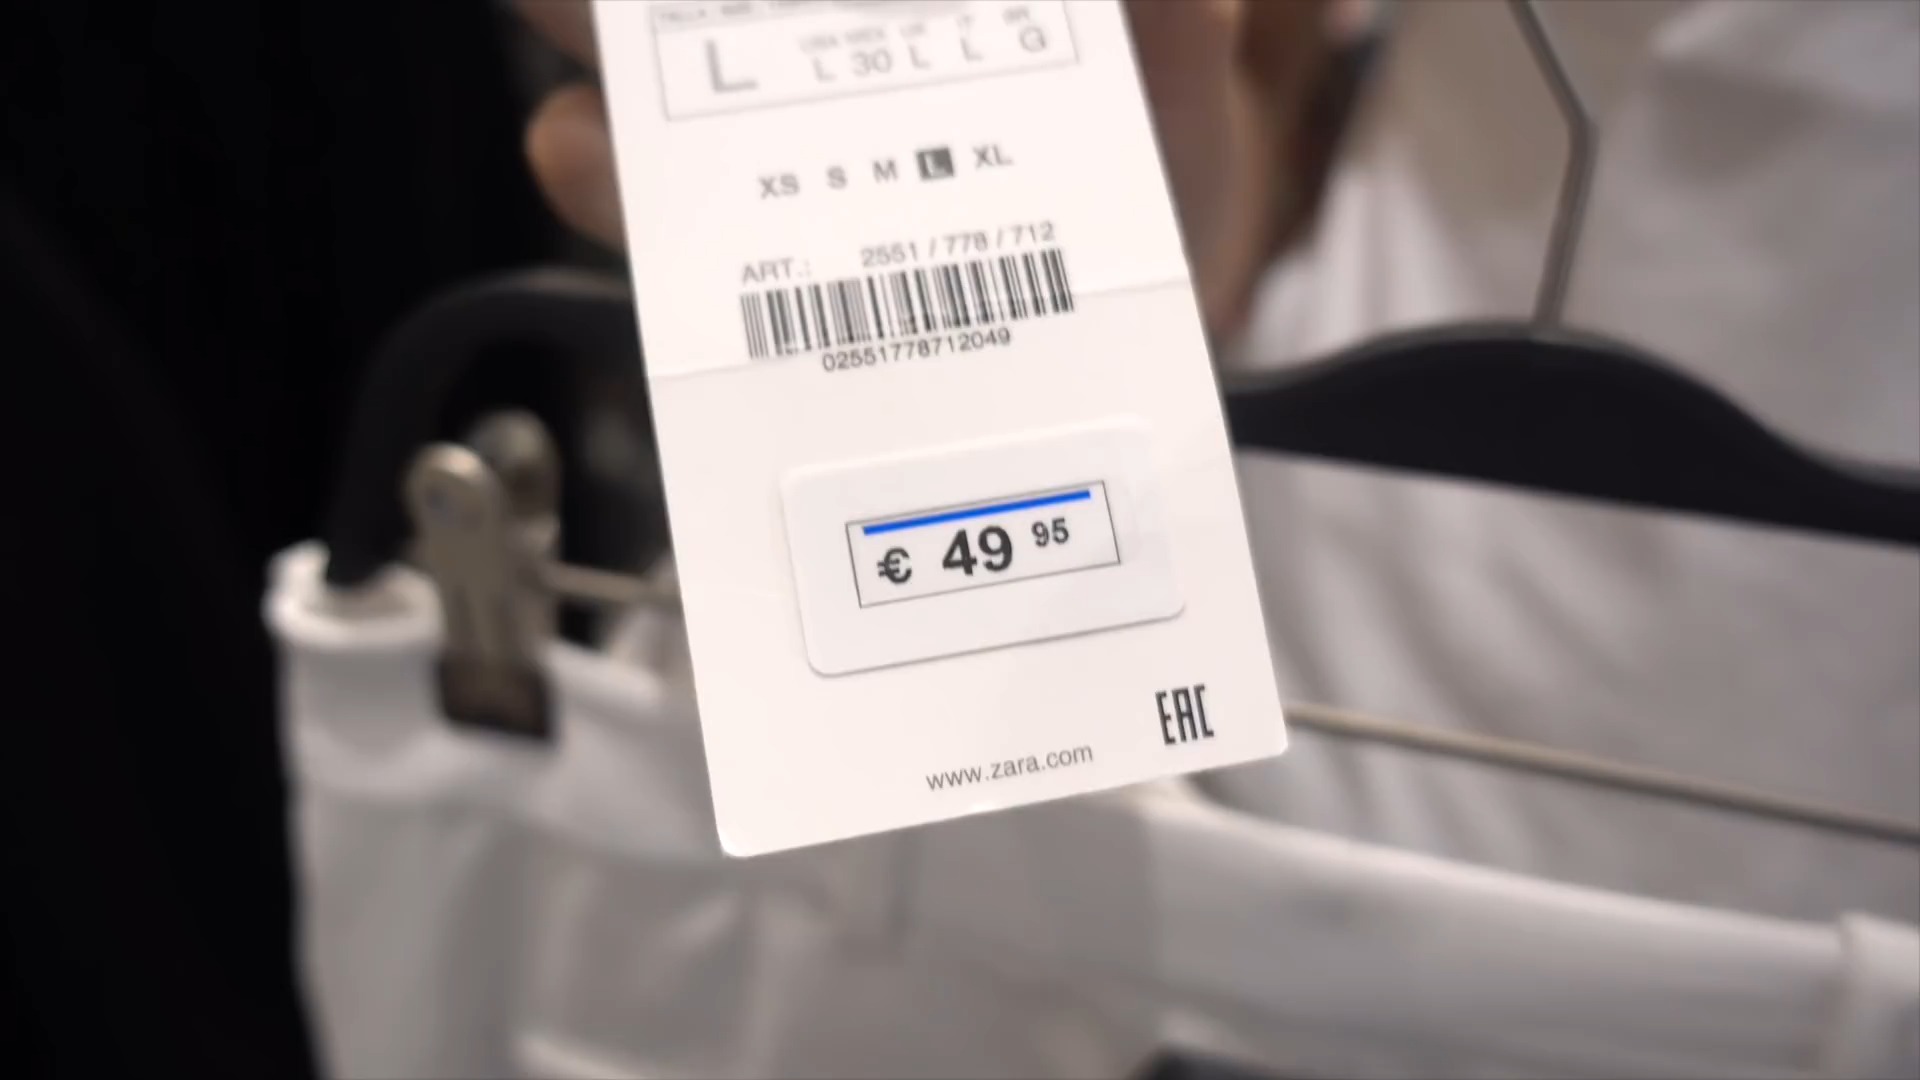 L
L 30 L L G
XS S M L XL
ART.: 2551 / 778 / 712
02551778712049
€ 49 95
EAC
www.zara.com